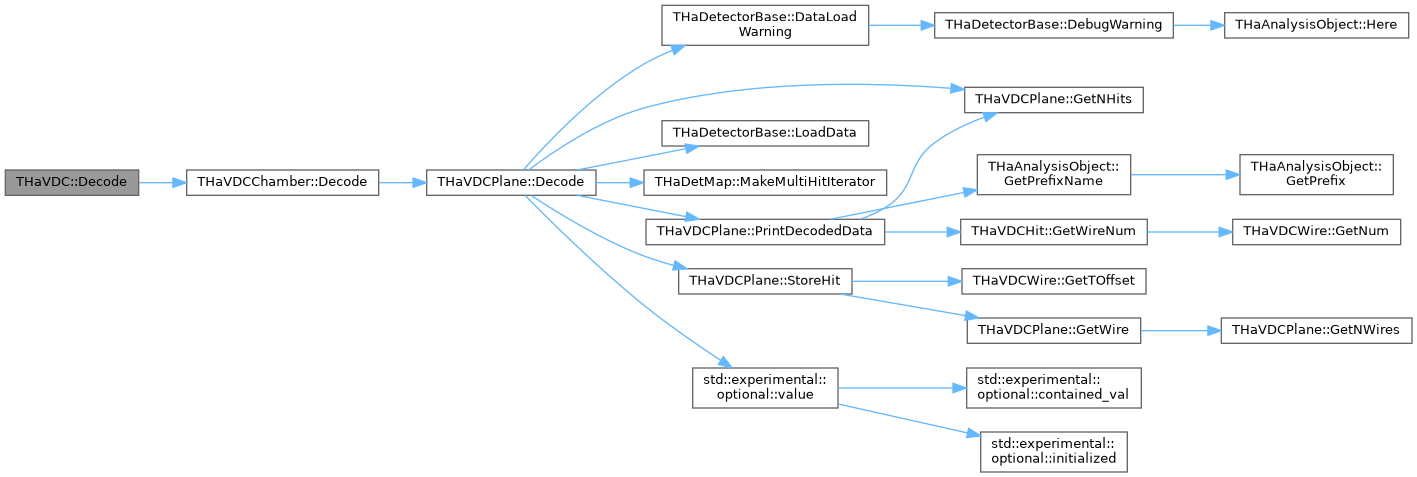 THaVDC::Decode
THaVDCChamber::Decode
THaVDCPlane::Decode
THaDetectorBase::DataLoad
Warning
THaDetectorBase::DebugWarning
THaAnalysisObject::Here
THaVDCPlane::GetNHits
THaDetectorBase::LoadData
THaDetMap::MakeMultiHitIterator
THaVDCPlane::PrintDecodedData
THaAnalysisObject::
GetPrefixName
THaAnalysisObject::
GetPrefix
THaVDCHit::GetWireNum
THaVDCWire::GetNum
THaVDCPlane::StoreHit
THaVDCWire::GetTOffset
THaVDCPlane::GetWire
THaVDCPlane::GetNWires
std::experimental::
optional::value
std::experimental::
optional::contained_val
std::experimental::
optional::initialized